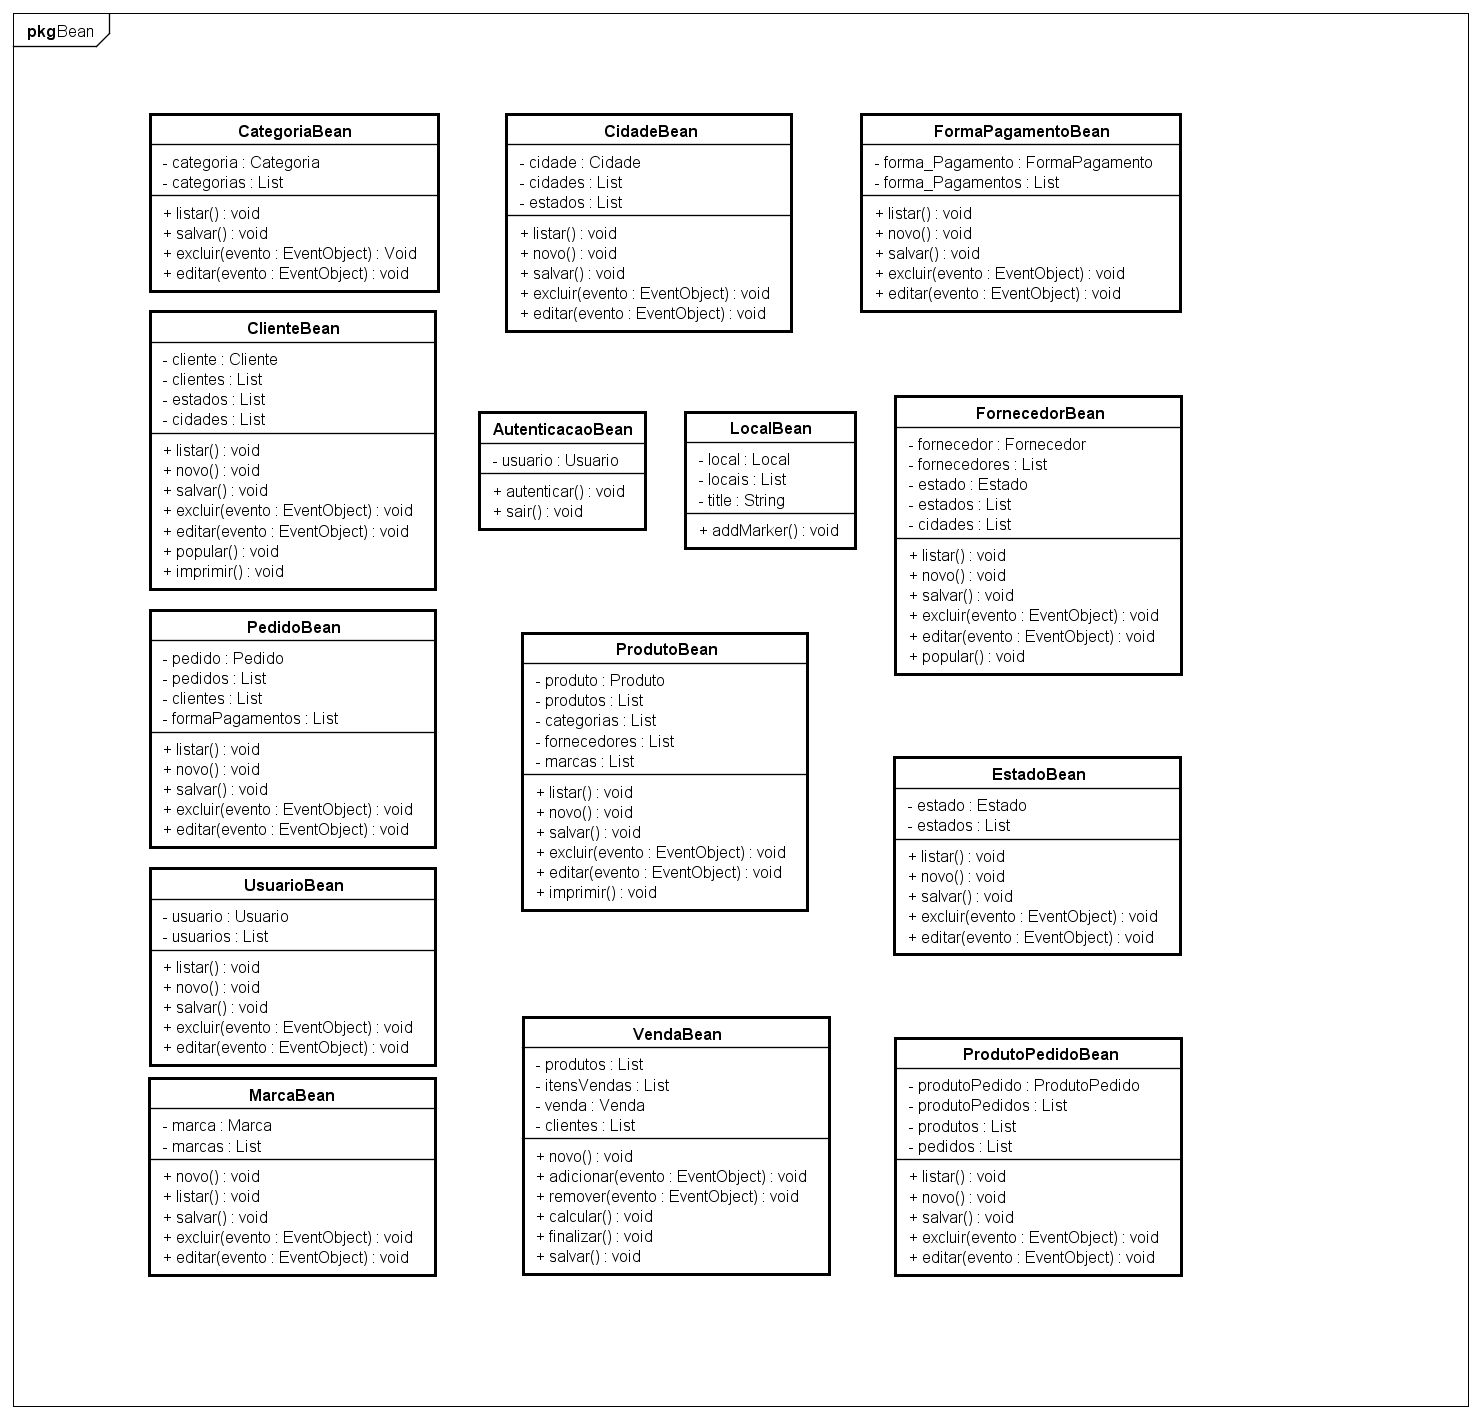 pkgBean
CategoriaBean
- categoria : Categoria
- categorias : List
+ listar() : void
+ salvar() : void
+ excluir(evento : EventObject) : Void
+ editar(evento : EventObject) : void
CidadeBean
- cidade : Cidade
- cidades : List
- estados : List
+ listar() : void
+ novo() : void
+ salvar() : void
+ excluir(evento : EventObject) : void
+ editar(evento : EventObject) : void
FormaPagamentoBean
- forma_Pagamento : FormaPagamento
- forma_Pagamentos : List
+ listar() : void
+ novo() : void
+ salvar() : void
+ excluir(evento : EventObject) : void
+ editar(evento : EventObject) : void
ClienteBean
- cliente : Cliente
- clientes : List
- estados : List
- cidades : List
+ listar() : void
+ novo() : void
+ salvar() : void
+ excluir(evento : EventObject) : void
+ editar(evento : EventObject) : void
+ popular() : void
+ imprimir() : void
AutenticacaoBean
- usuario : Usuario
+ autenticar() : void
+ sair() : void
LocalBean
- local : Local
- locais : List
- title : String
+ addMarker() : void
FornecedorBean
- fornecedor : Fornecedor
- fornecedores : List
- estado : Estado
- estados : List
- cidades : List
+ listar() : void
+ novo() : void
+ salvar() : void
+ excluir(evento : EventObject) : void
+ editar(evento : EventObject) : void
+ popular() : void
PedidoBean
- pedido : Pedido
- pedidos : List
- clientes : List
- formaPagamentos : List
+ listar() : void
+ novo() : void
+ salvar() : void
+ excluir(evento : EventObject) : void
+ editar(evento : EventObject) : void
ProdutoBean
- produto : Produto
- produtos : List
- categorias : List
- fornecedores : List
- marcas : List
+ listar() : void
+ novo() : void
+ salvar() : void
+ excluir(evento : EventObject) : void
+ editar(evento : EventObject) : void
+ imprimir() : void
EstadoBean
- estado : Estado
- estados : List
+ listar() : void
+ novo() : void
+ salvar() : void
+ excluir(evento : EventObject) : void
+ editar(evento : EventObject) : void
UsuarioBean
- usuario : Usuario
- usuarios : List
+ listar() : void
+ novo() : void
+ salvar() : void
+ excluir(evento : EventObject) : void
+ editar(evento : EventObject) : void
VendaBean
- produtos : List
- itensVendas : List
- venda : Venda
- clientes : List
+ novo() : void
+ adicionar(evento : EventObject) : void
+ remover(evento : EventObject) : void
+ calcular() : void
+ finalizar() : void
+ salvar() : void
ProdutoPedidoBean
- produtoPedido : ProdutoPedido
- produtoPedidos : List
- produtos : List
- pedidos : List
+ listar() : void
+ novo() : void
+ salvar() : void
+ excluir(evento : EventObject) : void
+ editar(evento : EventObject) : void
MarcaBean
- marca : Marca
- marcas : List
+ novo() : void
+ listar() : void
+ salvar() : void
+ excluir(evento : EventObject) : void
+ editar(evento : EventObject) : void